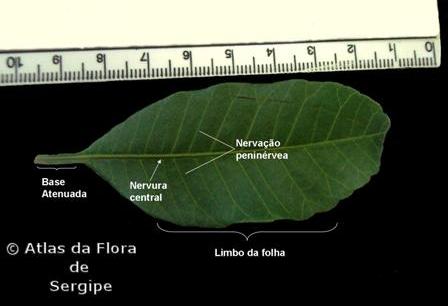 10 9 8 7 6 5 4 3 2 1 0
Nervação
peninérvea
Base
Atenuada
Nervura
central
Limbo da folha
© Atlas da Flora
de
Sergipe